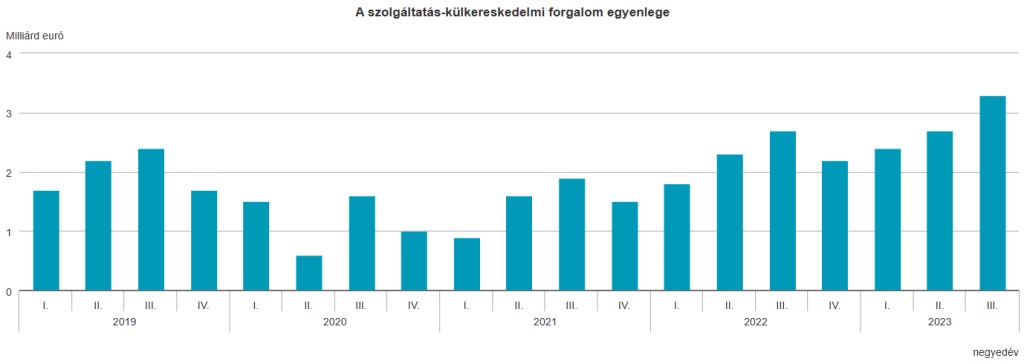 A szolgáltatás-külkereskedelmi forgalom egyenlege
Milliárd euró
4
3
2
1
0
I. II. III. IV. I. II. III. IV. I. II. III. IV. I. II. III. IV. I. II. III.
2019 2020 2021 2022 2023
negyedév